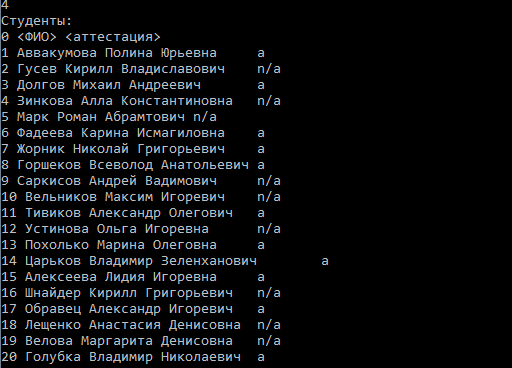 4
Студенты:
0 <ФИО> <аттестация>
1 Аввакумова Полина Юрьевна a
2 Гусев Кирилл Владиславович n/a
3 Долгов Михаил Андреевич a
4 Зинкова Алла Константиновна n/a
5 Марк Роман Абрамтович n/a
6 Фадеева Карина Исмагиловна a
7 Жорник Николай Григорьевич a
8 Горшеков Всеволод Анатольевич a
9 Саркисов Андрей Вадимович n/a
10 Вельников Максим Игоревич n/a
11 Тивиков Александр Олегович a
12 Устинова Ольга Игоревна n/a
13 Похолько Марина Олеговна a
14 Царьков Владимир Зеленханович a
15 Алексеева Лидия Игоревна a
16 Шнайдер Кирилл Григорьевич n/a
17 Образец Александр Игоревич a
18 Лещенко Анастасия Денисовна n/a
19 Велова Маргарита Денисовна n/a
20 Голубка Владимир Николаевич a